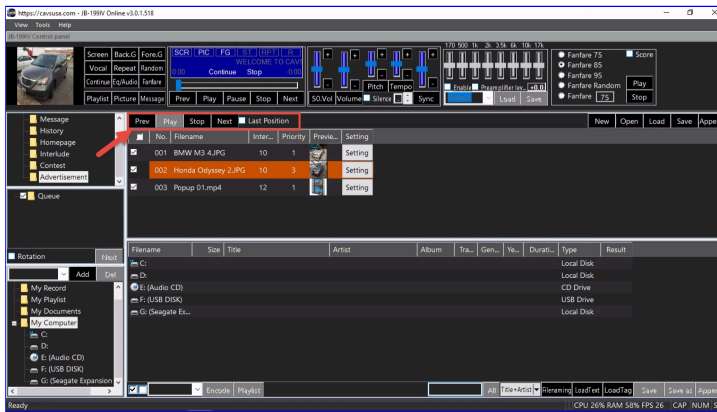 https://cavsusa.com - JB-199IV Online v3.0.1.518
View Tools Help
JB-199IV Control panel
Screen Back.G Fore.G
Vocal Repeat Random
Continue Eq/Audio Fanfare
Playlist Picture Message
SCR PIC FG ST RPT R
WELCOME TO CAVS
0:00 Continue Stop -0:00
Prev Play Pause Stop Next
50.Vol Volume Silence
Pitch Tempo
Sync
170 500 1k 2k 3.5k 6k 10k 17k
Enable Preamplifier lev.. +0.0
Load Save
Fanfare 75 Score
Fanfare 85
Fanfare 95
Fanfare Random Play
Fanfare 75 Stop
Message
History
Homepage
Interlude
Contest
Advertisement
Prev Play Stop Next Last Position New Open Load Save Appe
No. Filename Inter... Priority Previe... Setting
001 BMW M3 4.JPG 10 1 Setting
002 Honda Odyssey 2.JPG 10 3 Setting
003 Popup 01.mp4 12 1 Setting
Queue
Rotation Next
Add Del
My Record
My Playlist
My Documents
My Computer
C:
D:
E: (Audio CD)
F: (USB DISK)
G: (Seagate Expansion
Filename Size Title Artist Album Tra... Gen... Ye... Durati... Type Result
C: Local Disk
D: Local Disk
E: (Audio CD) CD Drive
F: (USB DISK) USB Drive
G: (Seagate Ex... Local Disk
Encode Playlist All Title+Artist Filenaming LoadText LoadTag Save Save as Appe
Ready CPU 26% RAM 58% FPS 26 CAP NUM S